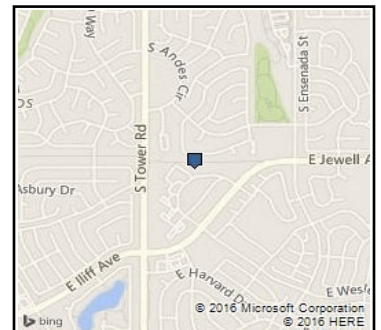 Way
S Andes Cir
S Ensenada St
DS
S Tower Rd
E Jewell A
Asbury Dr
E Iliff Ave
E Harvard D
E Wesle
bing
© 2016 Microsoft Corporation
© 2016 HERE